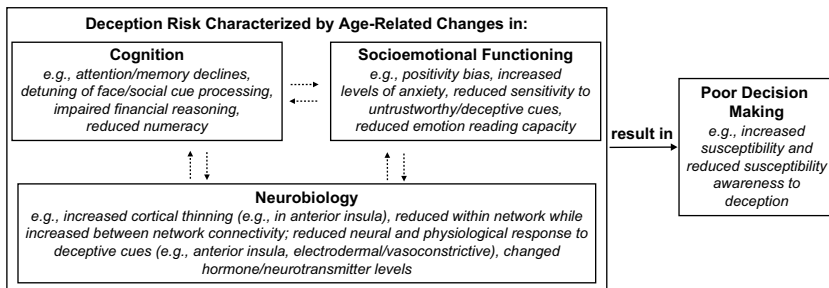 Deception Risk Characterized by Age-Related Changes in:
Cognition
e.g., attention/memory declines,
detuning of face/social cue processing,
impaired financial reasoning,
reduced numeracy
Socioemotional Functioning
e.g., positivity bias, increased
levels of anxiety, reduced sensitivity to
untrustworthy/deceptive cues,
reduced emotion reading capacity
Neurobiology
e.g., increased cortical thinning (e.g., in anterior insula), reduced within network while
increased between network connectivity; reduced neural and physiological response to
deceptive cues (e.g., anterior insula, electrodermal/vasoconstrictive), changed
hormone/neurotransmitter levels
result in
Poor Decision
Making
e.g., increased
susceptibility and
reduced susceptibility
awareness to
deception